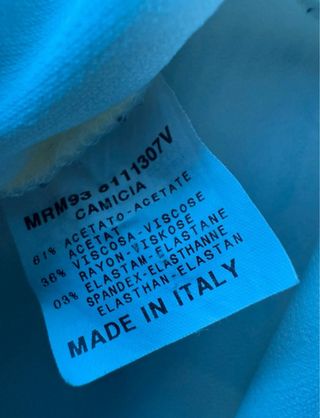 MRM93 8111307V
CAMICIA
61% ACETATO-ACETATE
ACETAT
36% VISCOSA-VISCOSE
RAYON-VISKOSE
03% ELASTAM-ELASTANE
SPANDEX-ELASTHANNE
ELASTHAN-ELASTAN
MADE IN ITALY